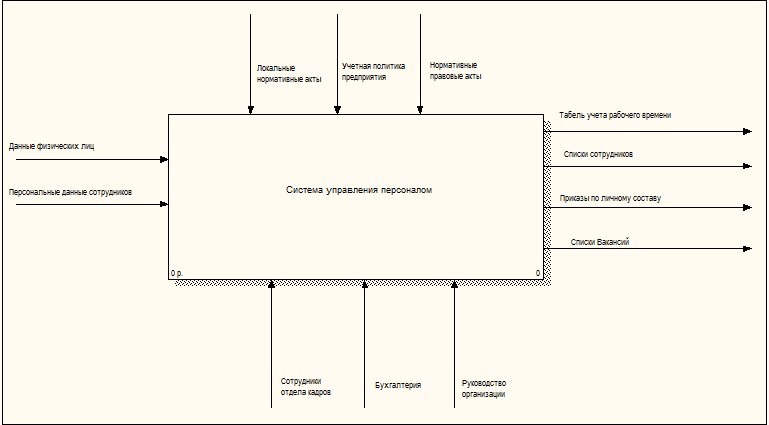 Локальные
нормативные акты
Учетная политика
предприятия
Нормативные
правовые акты
Данные физических лиц
Персональные данные сотрудников
Система управления персоналом
0 р.
0
Табель учета рабочего времени
Списки сотрудников
Приказы по личному составу
Списки Вакансий
Сотрудники
отдела кадров
Бухгалтерия
Руководство
организации